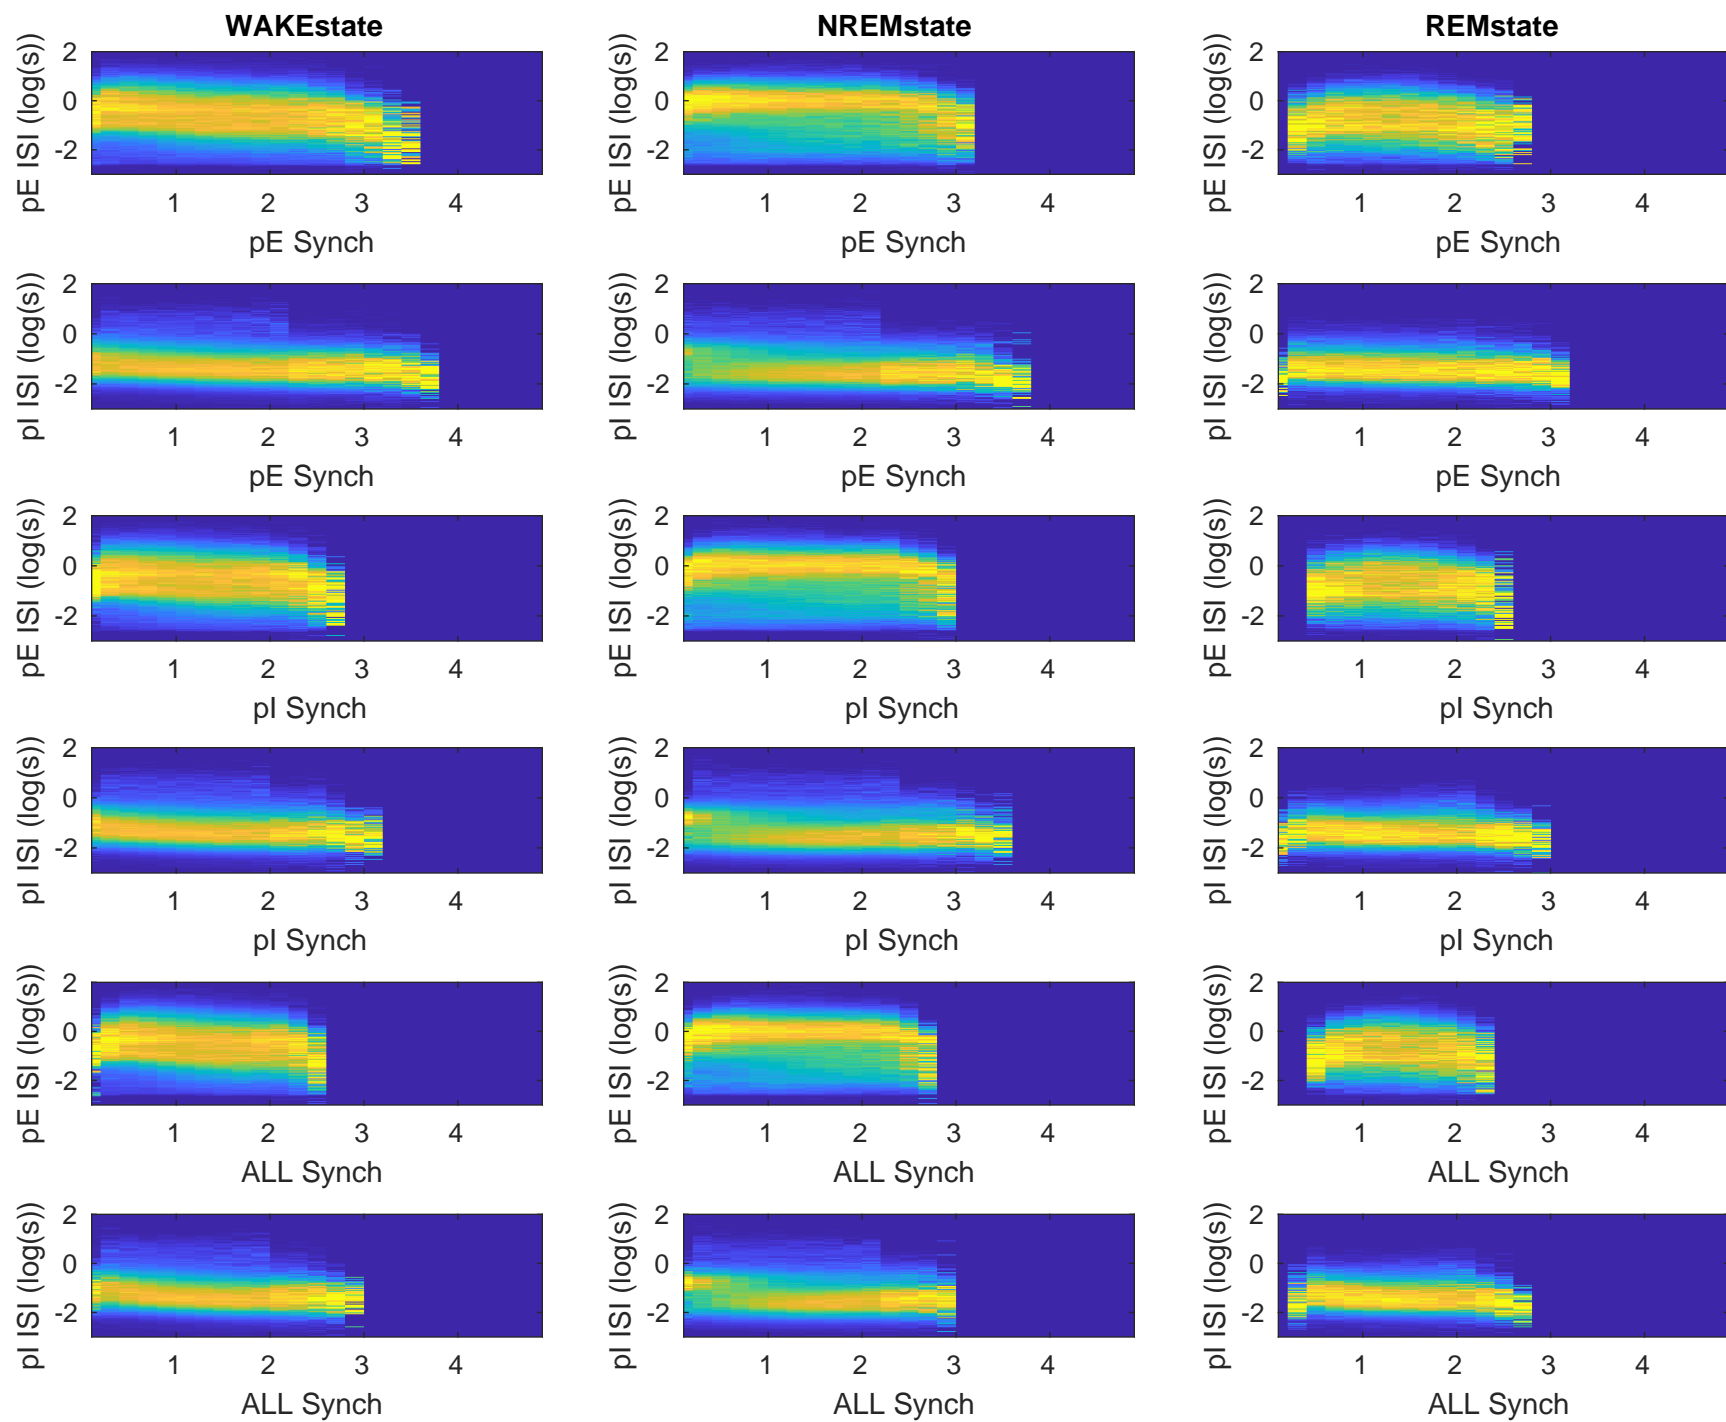 WAKEstate NREMstate REMstate
pE ISI (log(s)) 2 0 -2 pE ISI (log(s)) 2 0 -2 pE ISI (log(s)) 2 0 -2
1 2 3 4 1 2 3 4 1 2 3 4
pE Synch pE Synch pE Synch
pI ISI (log(s)) 2 0 -2 pI ISI (log(s)) 2 0 -2 pI ISI (log(s)) 2 0 -2
1 2 3 4 1 2 3 4 1 2 3 4
pE Synch pE Synch pE Synch
pE ISI (log(s)) 2 0 -2 pE ISI (log(s)) 2 0 -2 pE ISI (log(s)) 2 0 -2
1 2 3 4 1 2 3 4 1 2 3 4
pI Synch pI Synch pI Synch
pI ISI (log(s)) 2 0 -2 pI ISI (log(s)) 2 0 -2 pI ISI (log(s)) 2 0 -2
1 2 3 4 1 2 3 4 1 2 3 4
pI Synch pI Synch pI Synch
pE ISI (log(s)) 2 0 -2 pE ISI (log(s)) 2 0 -2 pE ISI (log(s)) 2 0 -2
1 2 3 4 1 2 3 4 1 2 3 4
ALL Synch ALL Synch ALL Synch
pI ISI (log(s)) 2 0 -2 pI ISI (log(s)) 2 0 -2 pI ISI (log(s)) 2 0 -2
1 2 3 4 1 2 3 4 1 2 3 4
ALL Synch ALL Synch ALL Synch